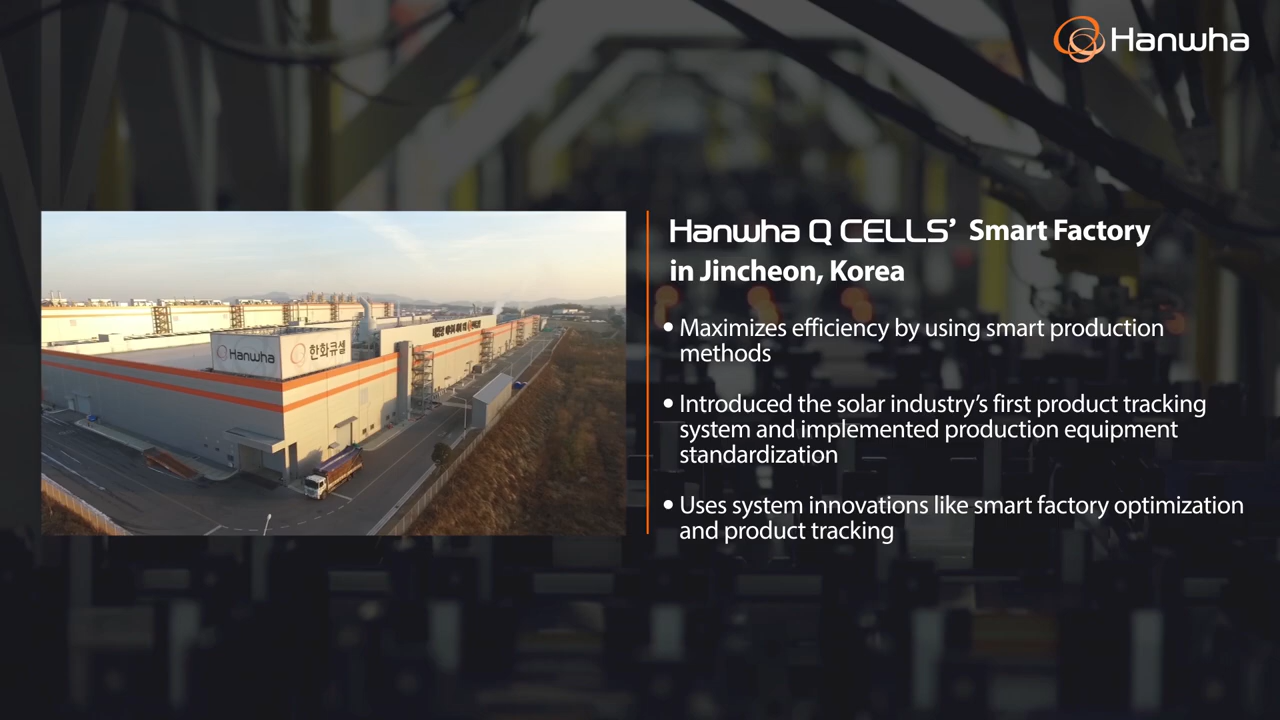 Hanwha
Hanwha Q CELLS’ Smart Factory
in Jincheon, Korea
Hanwha
한화큐셀
• Maximizes efficiency by using smart production
methods
• Introduced the solar industry’s first product tracking
system and implemented production equipment
standardization
• Uses system innovations like smart factory optimization
and product tracking